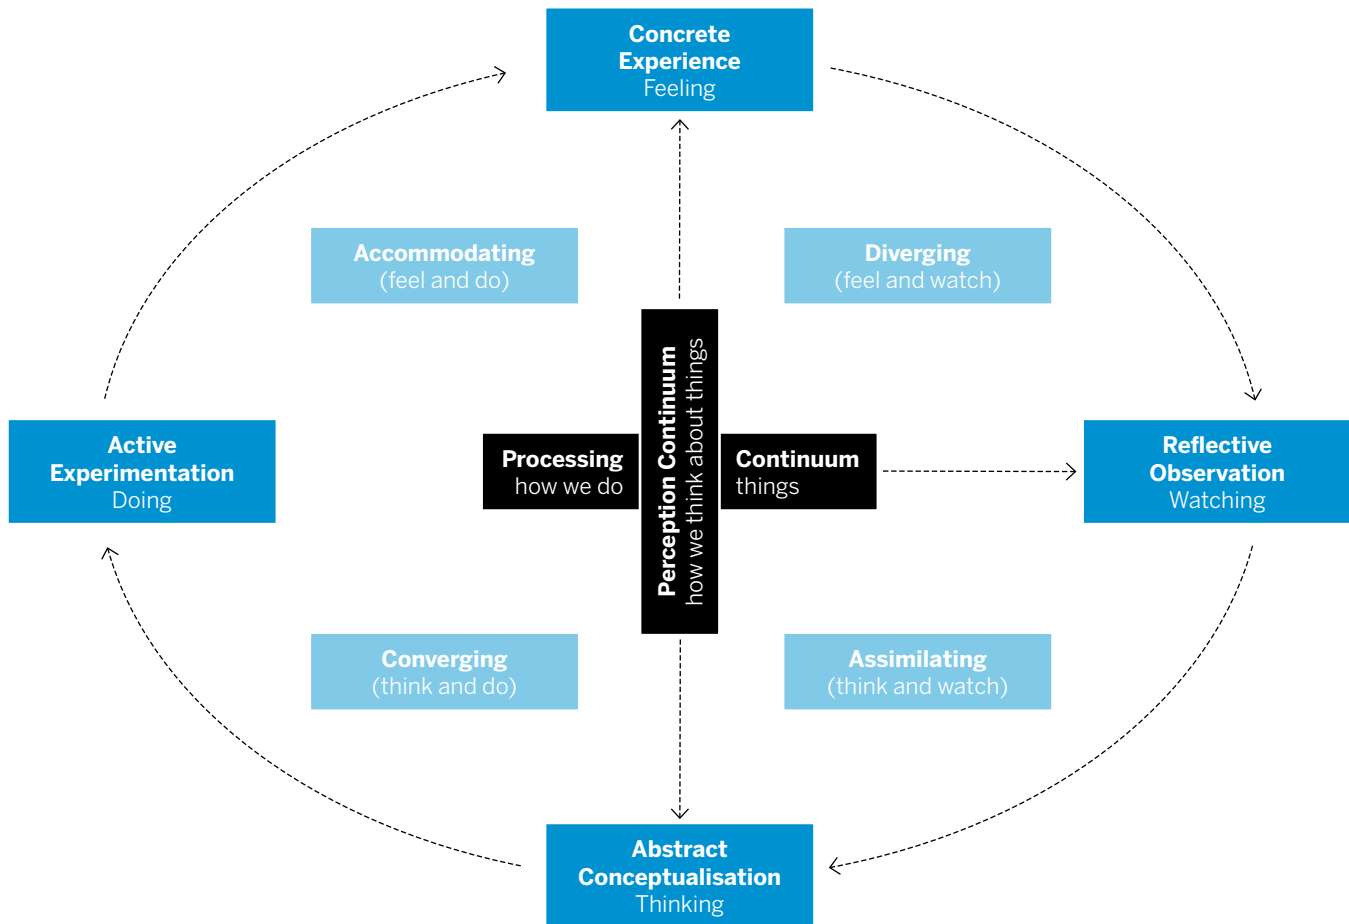 Concrete
Experience
Feeling
Accommodating
(feel and do)
Diverging
(feel and watch)
Perception Continuum
how we think about things
Active
Experimentation
Doing
Processing
how we do
Continuum
things
Reflective
Observation
Watching
Converging
(think and do)
Assimilating
(think and watch)
Abstract
Conceptualisation
Thinking